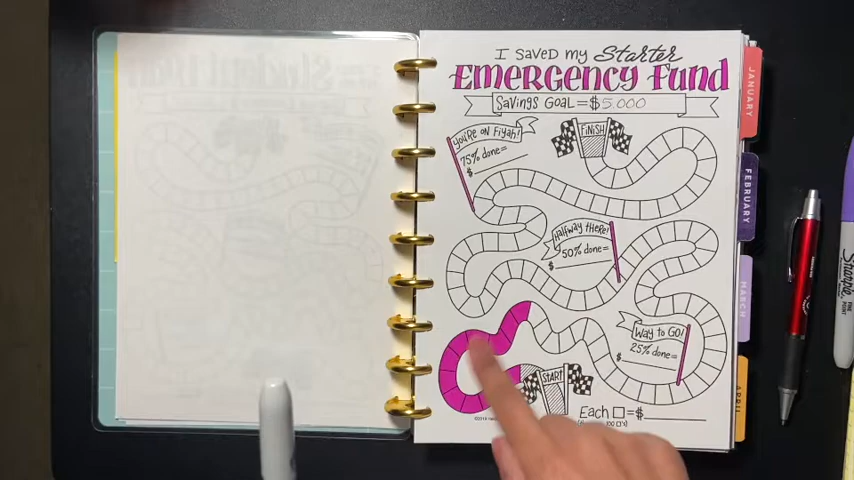 I SAVED MY Starter
EMERGENCY FUND
SAVINGS GOAL = $5,000
YOU'RE ON FIYAH!
75% done=
$
FINISH
HALFWAY THERE!
50% done=
$
WAY TO GO!
25% done=
$
START
Each □ = $
JANUARY
FEBRUARY
MARCH
APRIL
Sharpie